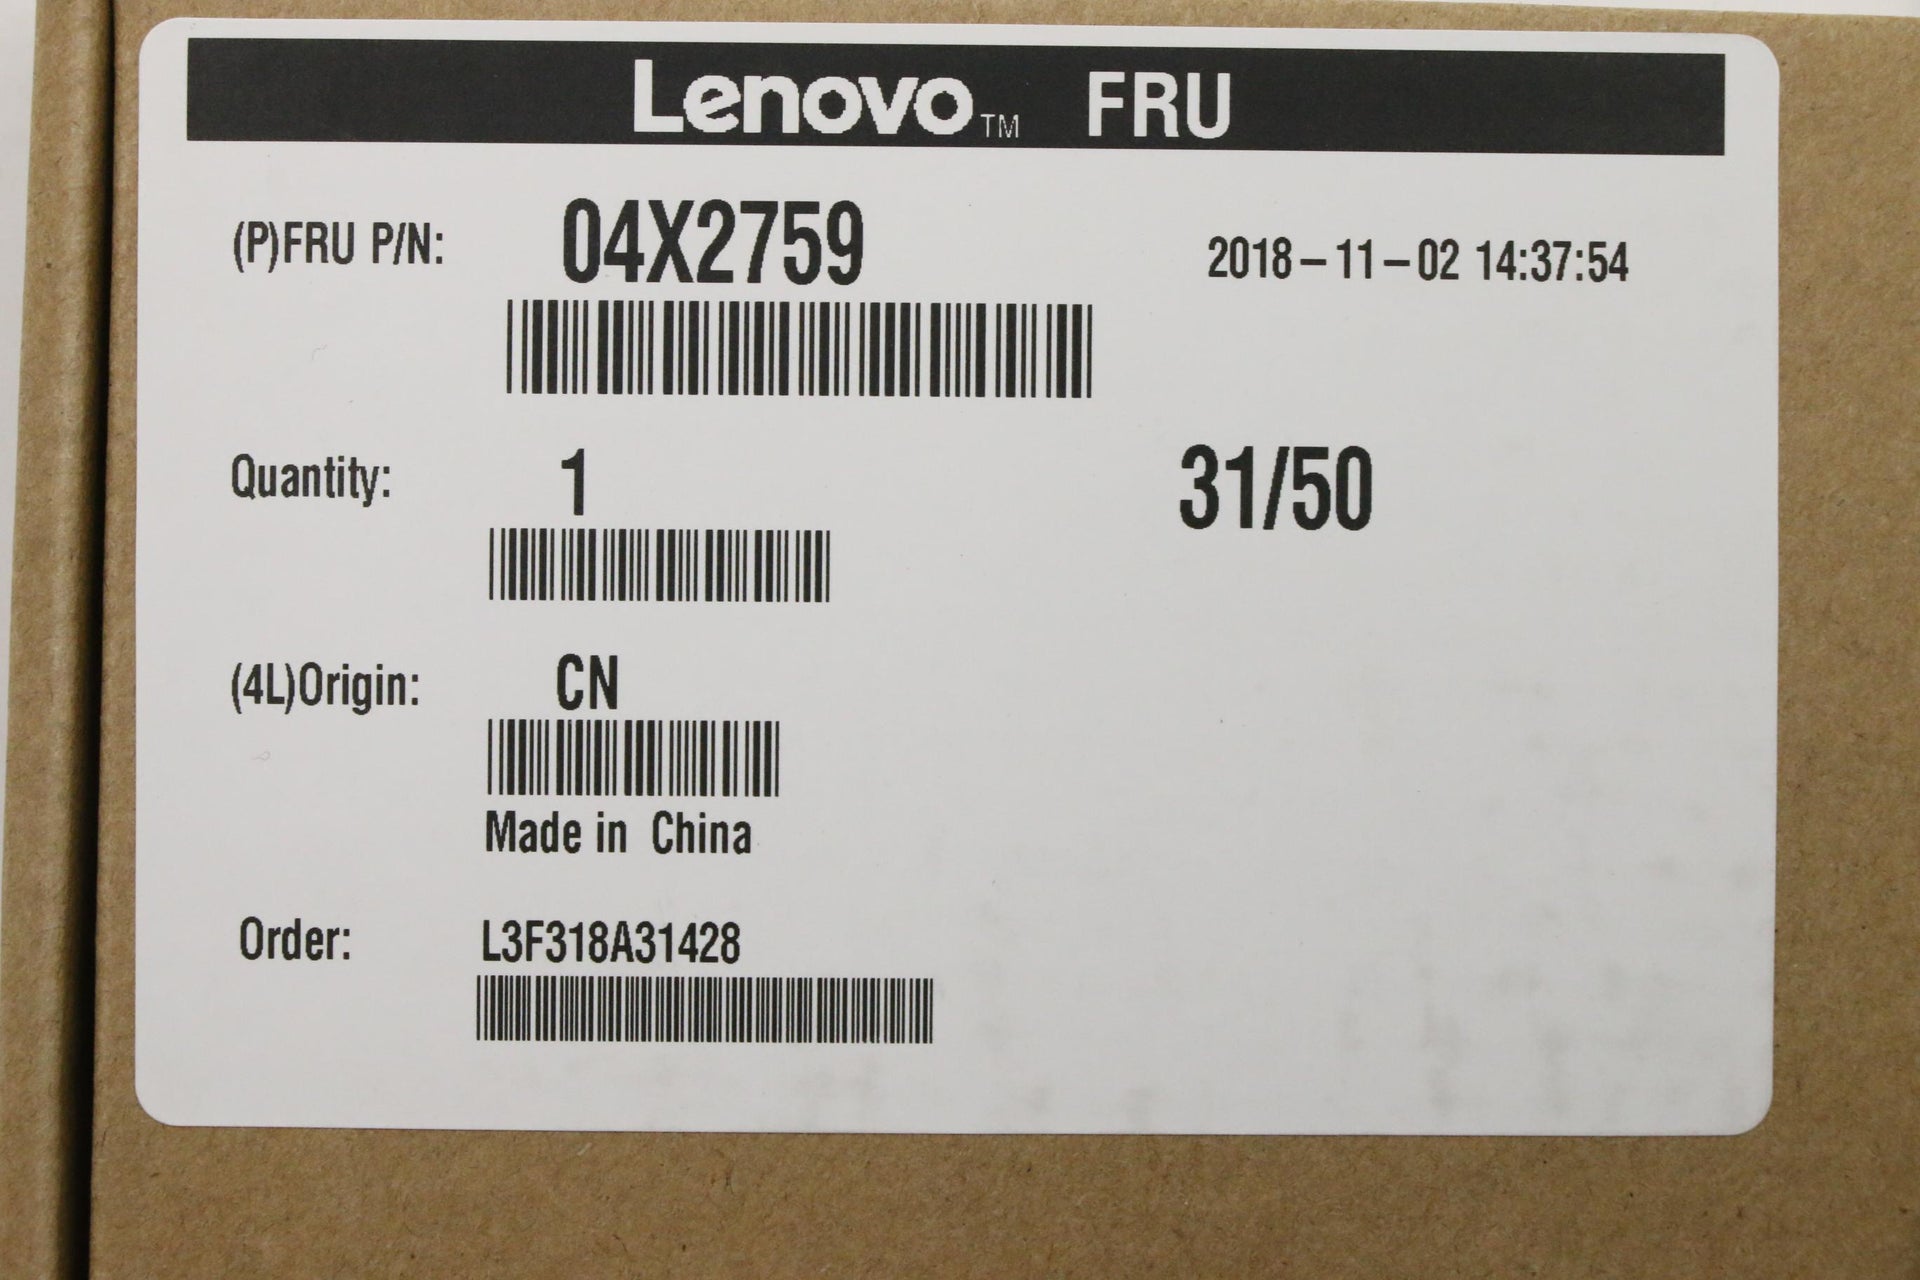 Lenovo™ FRU
(P)FRU P/N: 04X2759 2018-11-02 14:37:54
Quantity: 1 31/50
(4L)Origin: CN
Made in China
Order: L3F318A31428